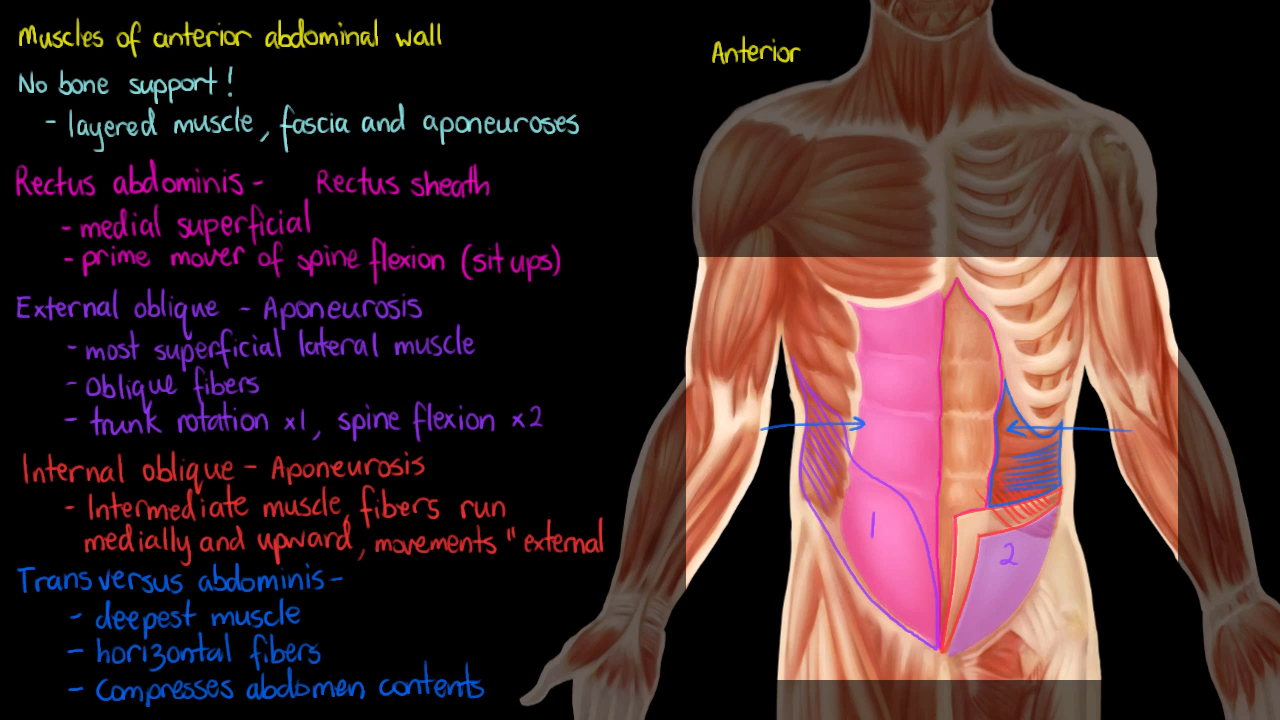 Muscles of anterior abdominal wall
No bone support!
- layered muscle, fascia and aponeuroses
Rectus abdominis - Rectus sheath
- medial superficial
- prime mover of spine flexion (sit ups)
External oblique - Aponeurosis
- most superficial lateral muscle
- Oblique fibers
- trunk rotation x1, spine flexion x2
Internal oblique - Aponeurosis
- Intermediate muscle, fibers run
medially and upward, movements " external
Transversus abdominis -
- deepest muscle
- horizontal fibers
- compresses abdomen contents
Anterior
1
2